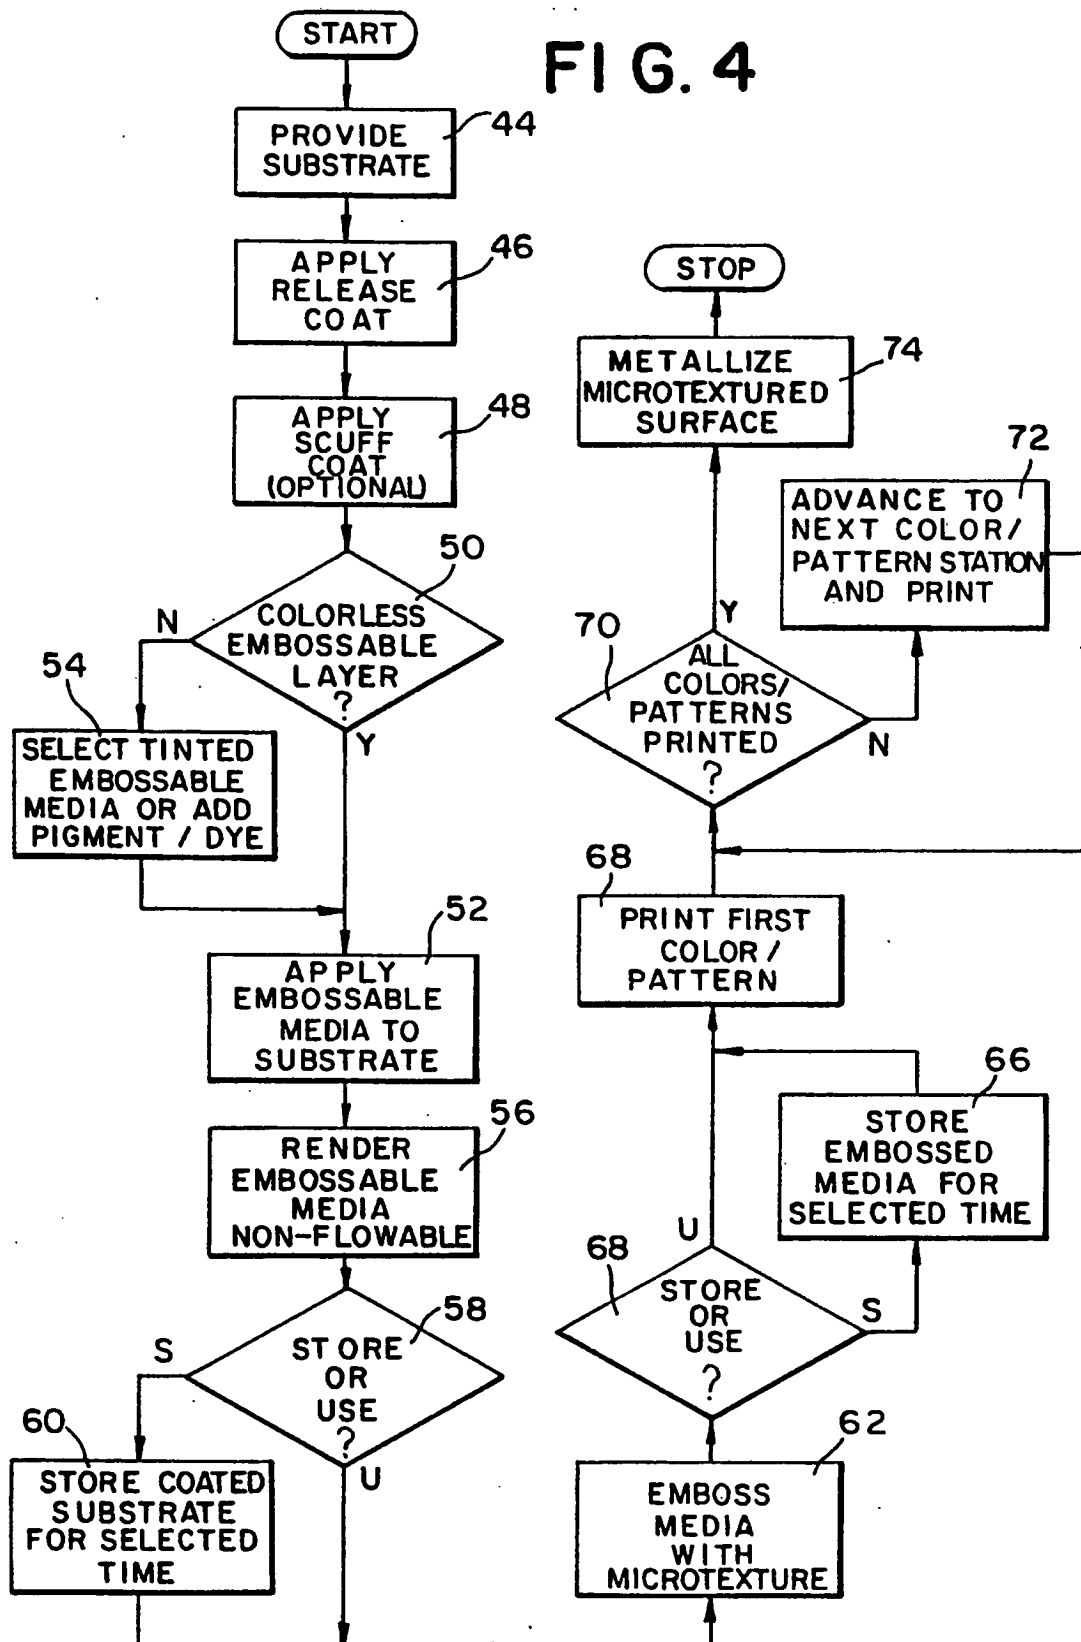 FIG. 4
START
44
PROVIDE
SUBSTRATE
46
APPLY
RELEASE
COAT
48
APPLY
SCUFF
COAT
(OPTIONAL)
50
COLORLESS
EMBOSSABLE
LAYER
?
N
Y
54
SELECT TINTED
EMBOSSABLE
MEDIA OR ADD
PIGMENT / DYE
52
APPLY
EMBOSSABLE
MEDIA TO
SUBSTRATE
56
RENDER
EMBOSSABLE
MEDIA
NON-FLOWABLE
58
STORE
OR
USE
?
S
U
60
STORE COATED
SUBSTRATE
FOR SELECTED
TIME
STOP
74
METALLIZE
MICROTEXTURED
SURFACE
72
ADVANCE TO
NEXT COLOR/
PATTERN STATION
AND PRINT
Y
70
ALL
COLORS/
PATTERNS
PRINTED
?
N
68
PRINT FIRST
COLOR/
PATTERN
66
STORE
EMBOSSED
MEDIA FOR
SELECTED TIME
U
68
STORE
OR
USE
?
S
62
EMBOSS
MEDIA
WITH
MICROTEXTURE